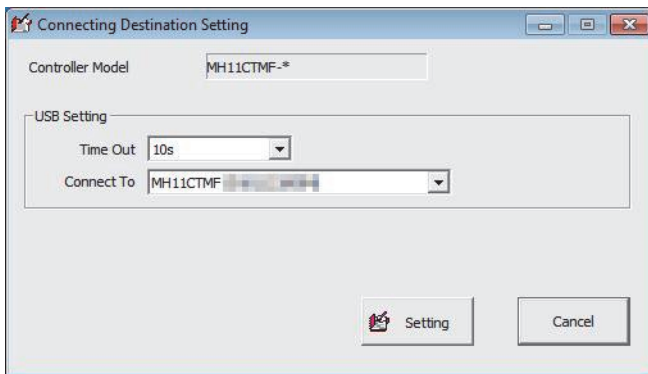 Connecting Destination Setting
Controller Model MH11CTMF-*
USB Setting
Time Out 10s
Connect To MH11CTMF
Setting Cancel